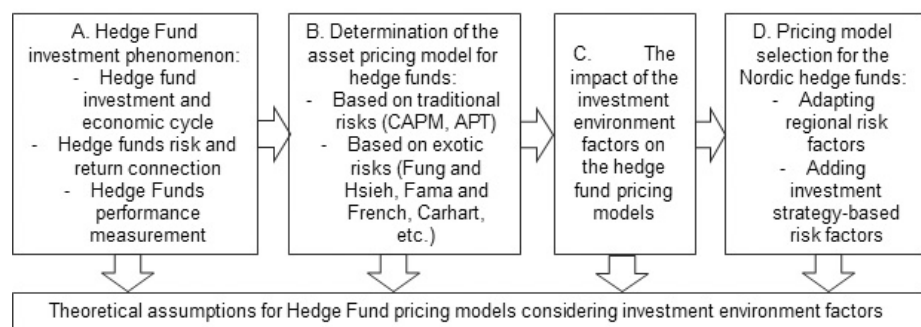 A. Hedge Fund
investment phenomenon:
- Hedge fund
investment and
economic cycle
- Hedge funds risk and
return connection
- Hedge Funds
performance
measurement
B. Determination of the
asset pricing model for
hedge funds:
- Based on traditional
risks (CAPM, APT)
- Based on exotic
risks (Fung and
Hsieh, Fama and
French, Carhart,
etc.)
C. The
impact of the
investment
environment
factors on
the hedge
fund pricing
models
D. Pricing model
selection for the
Nordic hedge funds:
- Adapting
regional risk
factors
- Adding
investment
strategy-based
risk factors
Theoretical assumptions for Hedge Fund pricing models considering investment environment factors